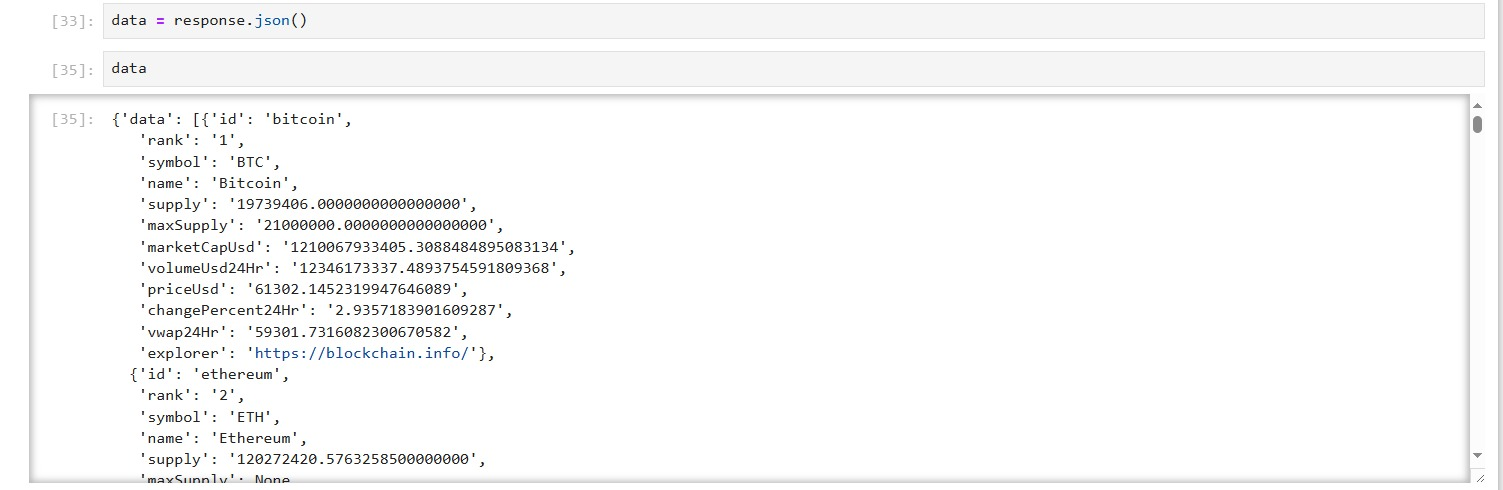 [33]: data = response.json()
[35]: data
[35]: {'data': [{'id': 'bitcoin',
'rank': '1',
'symbol': 'BTC',
'name': 'Bitcoin',
'supply': '19739406.0000000000000000',
'maxSupply': '21000000.0000000000000000',
'marketCapUsd': '1210067933405.3088484895083134',
'volumeUsd24Hr': '12346173337.4893754591809368',
'priceUsd': '61302.1452319947646089',
'changePercent24Hr': '2.9357183901609287',
'vwap24Hr': '59301.7316082300670582',
'explorer': 'https://blockchain.info/'},
{'id': 'ethereum',
'rank': '2',
'symbol': 'ETH',
'name': 'Ethereum',
'supply': '120272420.5763258500000000',
'maxSupply': None